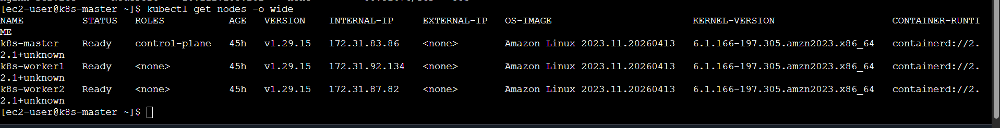 [ec2-user@k8s-master ~]$ kubectl get nodes -o wide
NAME STATUS ROLES AGE VERSION INTERNAL-IP EXTERNAL-IP OS-IMAGE KERNEL-VERSION CONTAINER-RUNTI
ME
k8s-master Ready control-plane 45h v1.29.15 172.31.83.86 <none> Amazon Linux 2023.11.20260413 6.1.166-197.305.amzn2023.x86_64 containerd://2.
2.1+unknown
k8s-worker1 Ready <none> 45h v1.29.15 172.31.92.134 <none> Amazon Linux 2023.11.20260413 6.1.166-197.305.amzn2023.x86_64 containerd://2.
2.1+unknown
k8s-worker2 Ready <none> 45h v1.29.15 172.31.87.82 <none> Amazon Linux 2023.11.20260413 6.1.166-197.305.amzn2023.x86_64 containerd://2.
2.1+unknown
[ec2-user@k8s-master ~]$